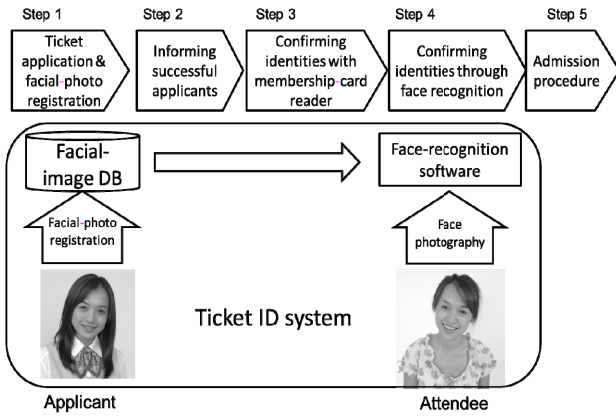 Step 1
Step 2
Step 3
Step 4
Step 5
Ticket
application &
facial-photo
registration
Informing
successful
applicants
Confirming
identities with
membership-card
reader
Confirming
identities through
face recognition
Admission
procedure
Facial-
image DB
Face-recognition
software
Facial-photo
registration
Face
photography
Ticket ID system
Applicant
Attendee